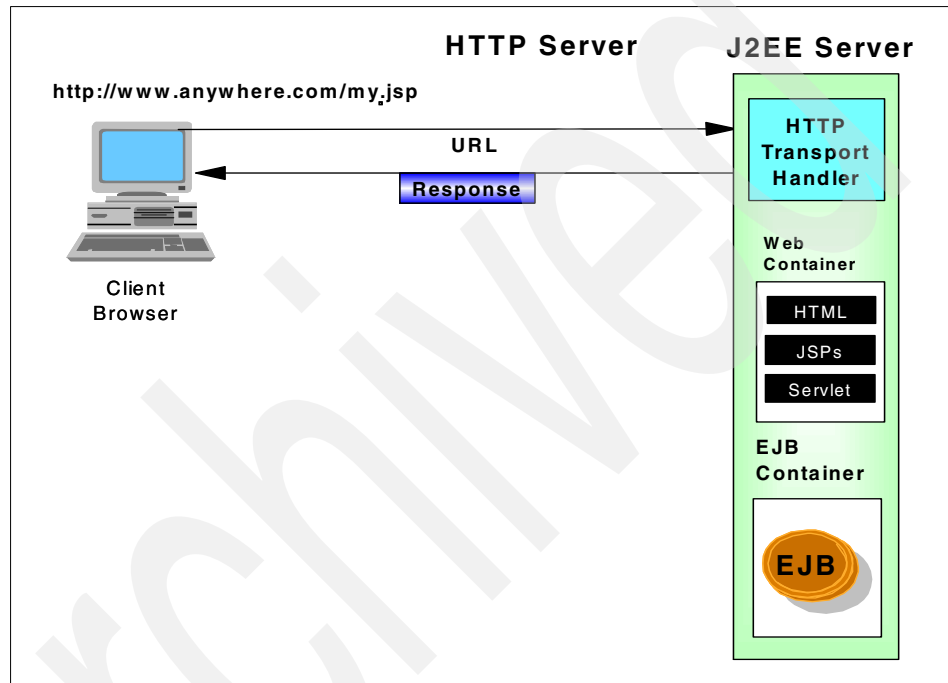 HTTP Server
J2EE Server
http://www.anywhere.com/my.jsp
URL
Response
HTTP
Transport
Handler
Client
Browser
Web
Container
HTML
JSPs
Servlet
EJB
Container
EJB
rchived